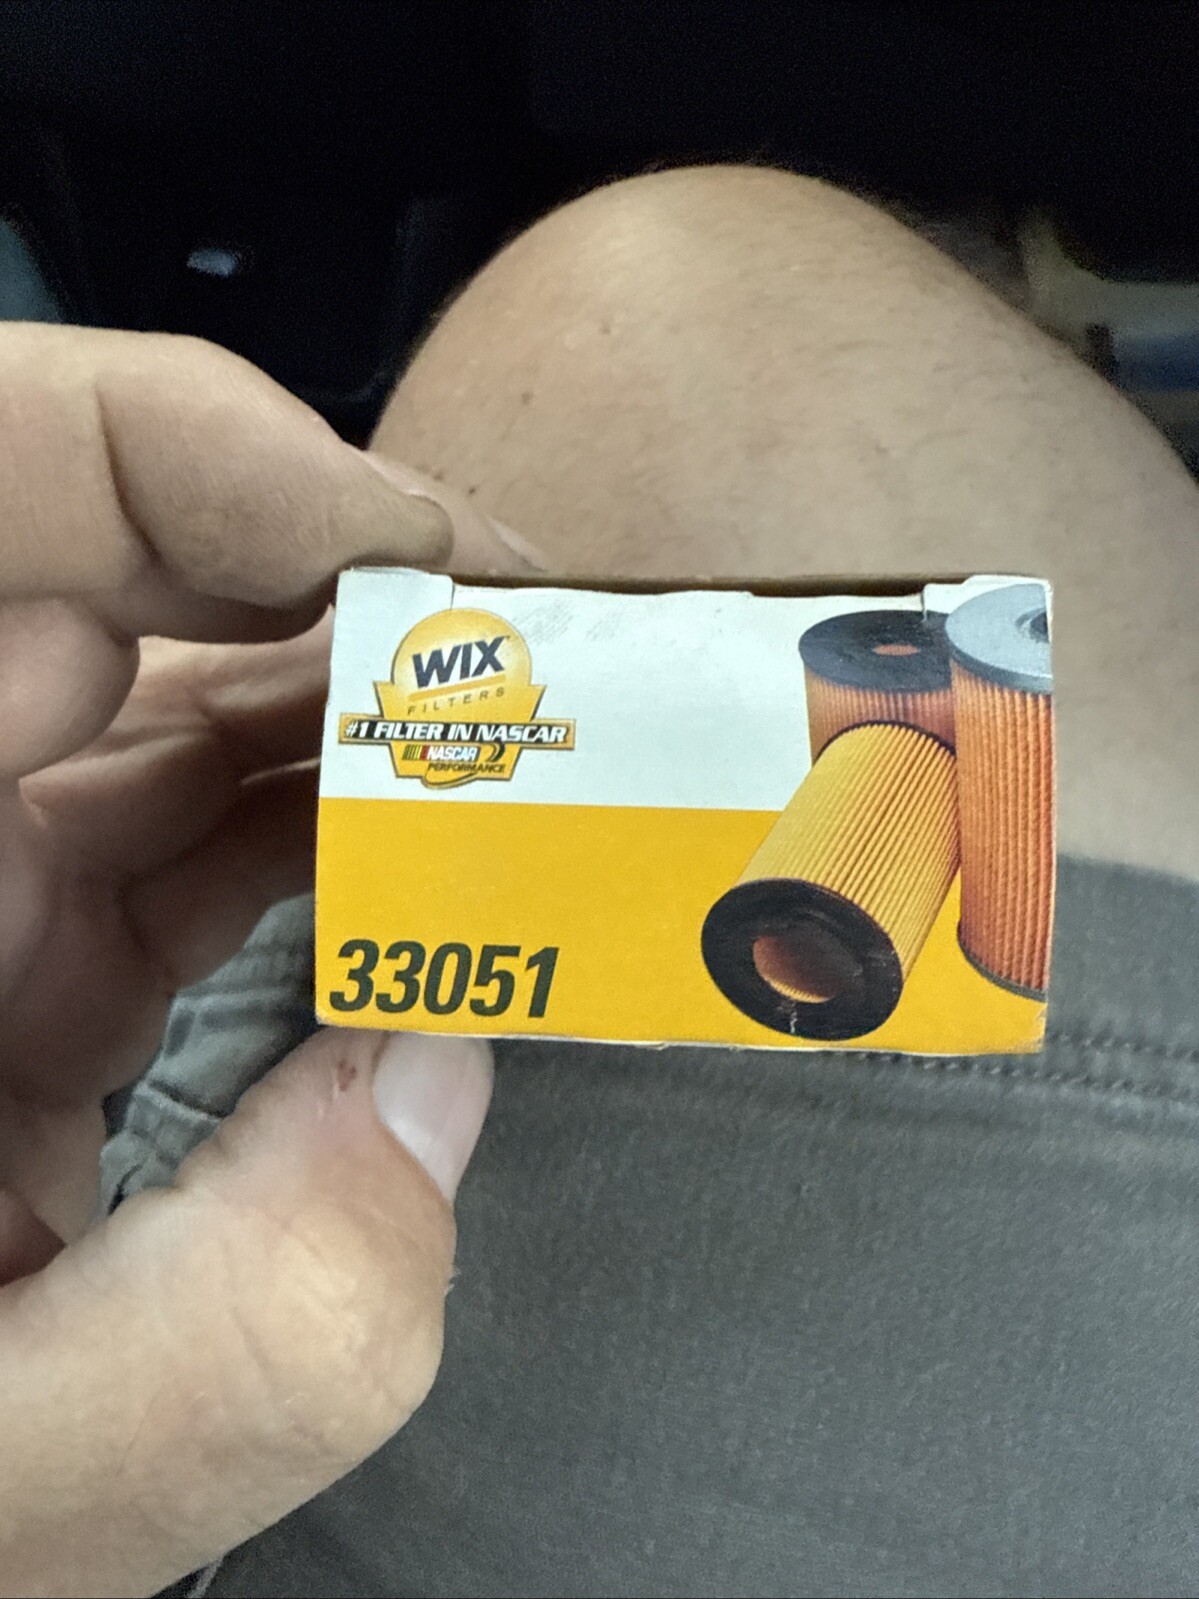 WIX
FILTERS
#1 FILTER IN NASCAR
NASCAR
PERFORMANCE
33051